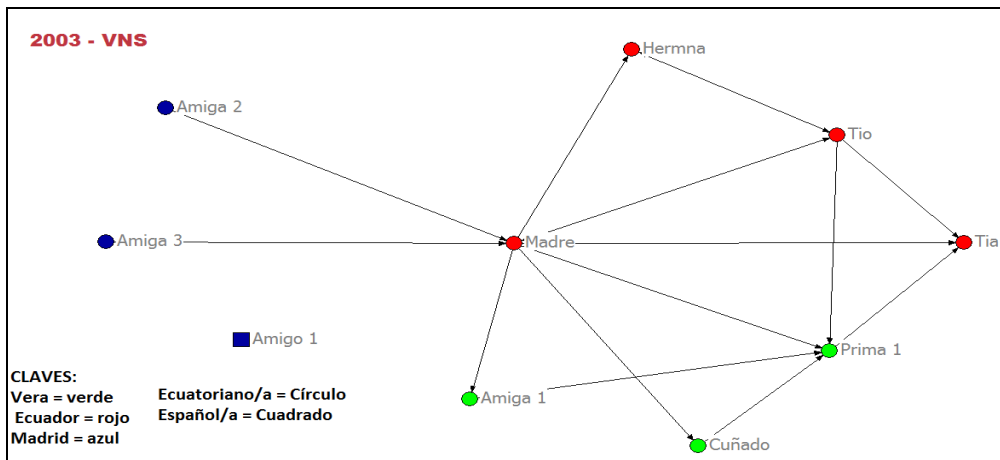 2003 - VNS
Hermna
Amiga 2
Tio
Amiga 3
Madre
Tia
Amigo 1
Prima 1
Amiga 1
Cuñado
CLAVES:
Vera = verde
Ecuador = rojo
Madrid = azul
Ecuatoriano/a = Círculo
Español/a = Cuadrado